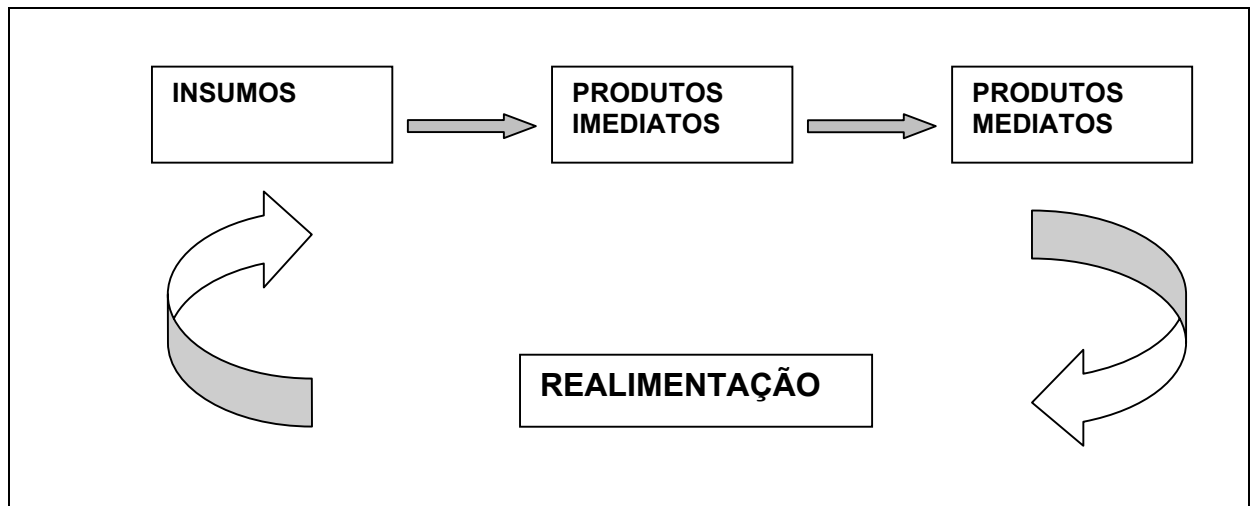 INSUMOS
PRODUTOS
IMEDIATOS
PRODUTOS
MEDIATOS
REALIMENTAÇÃO